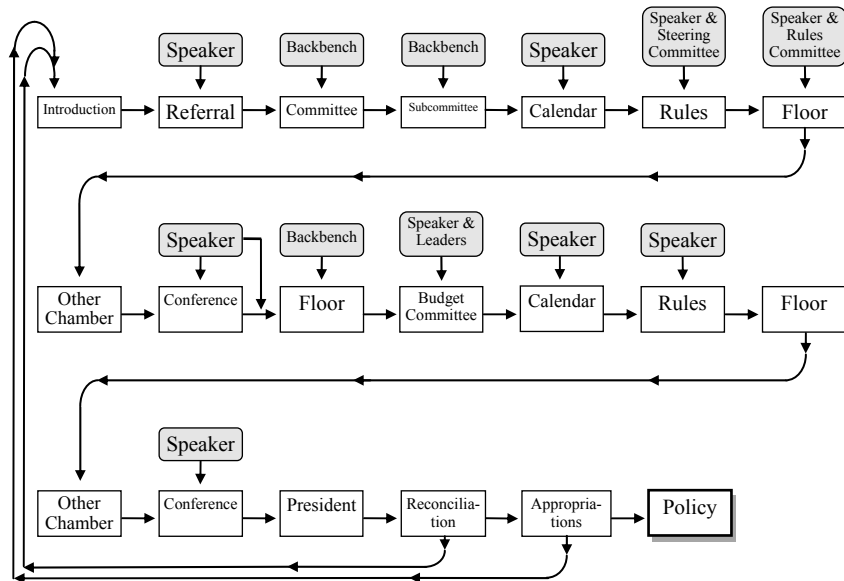 Speaker
Backbench
Backbench
Speaker
Speaker &
Steering
Committee
Speaker &
Rules
Committee
Introduction
Referral
Committee
Subcommittee
Calendar
Rules
Floor
Speaker
Backbench
Speaker &
Leaders
Speaker
Speaker
Other
Chamber
Conference
Floor
Budget
Committee
Calendar
Rules
Floor
Speaker
Other
Chamber
Conference
President
Reconcilia-
tion
Appropria-
tions
Policy